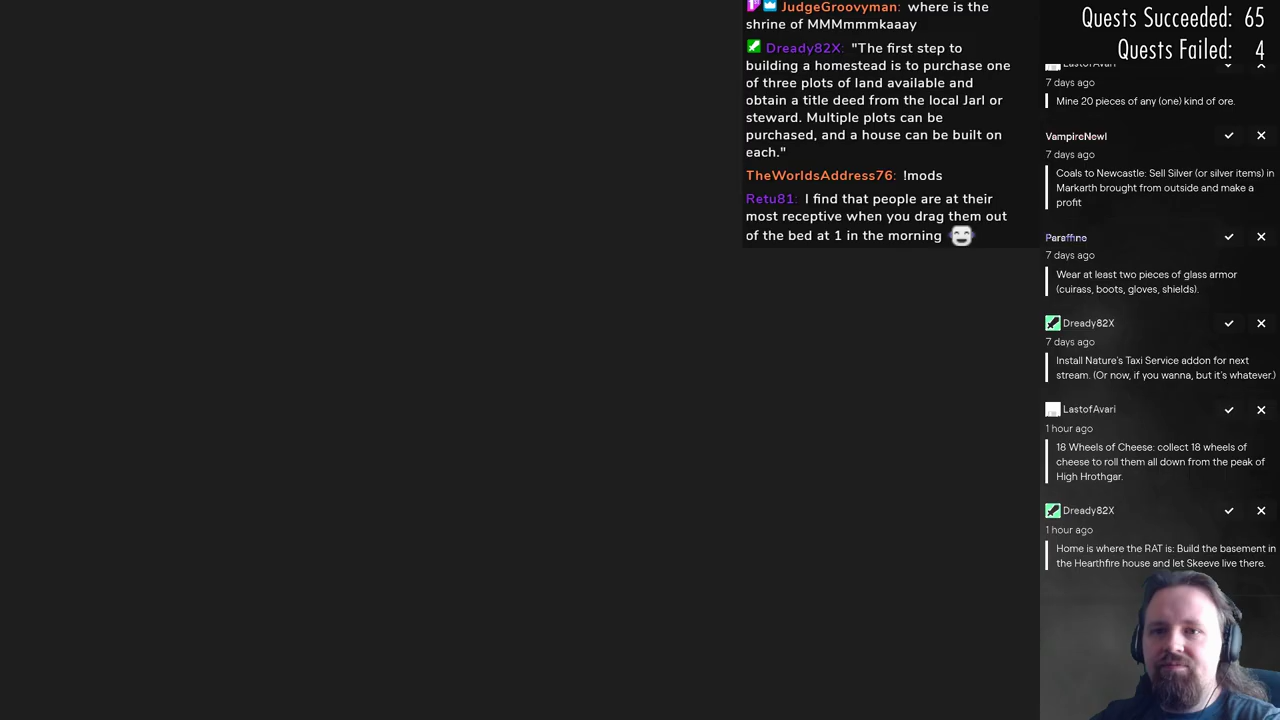 JudgeGroovyman: where is the
shrine of MMMmmmkaaay
Dready82X: "The first step to
building a homestead is to purchase one
of three plots of land available and
obtain a title deed from the local Jarl or
steward. Multiple plots can be
purchased, and a house can be built on
each."
TheWorldsAddress76: !mods
Retu81: I find that people are at their
most receptive when you drag them out
of the bed at 1 in the morning
Quests Succeeded: 65
Quests Failed: 4
LastofAvari
7 days ago
Mine 20 pieces of any (one) kind of ore.
VampireNewl
7 days ago
Coals to Newcastle: Sell Silver (or silver items) in
Markarth brought from outside and make a
profit
Paraffino
7 days ago
Wear at least two pieces of glass armor
(cuirass, boots, gloves, shields).
Dready82X
7 days ago
Install Nature's Taxi Service addon for next
stream. (Or now, if you wanna, but it's whatever.)
LastofAvari
1 hour ago
18 Wheels of Cheese: collect 18 wheels of
cheese to roll them all down from the peak of
High Hrothgar.
Dready82X
1 hour ago
Home is where the RAT is: Build the basement in
the Hearthfire house and let Skeeve live there.